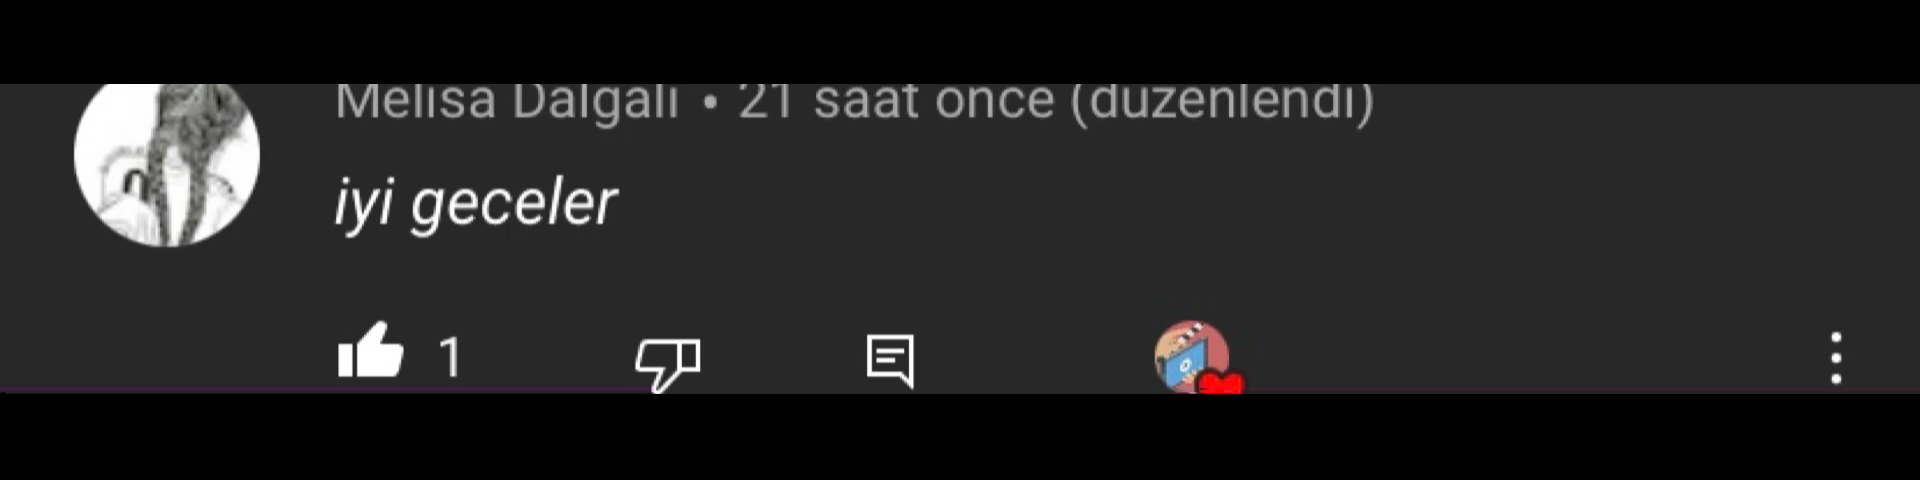 Melisa Dalgalı • 21 saat önce (düzenlendi)
iyi geceler
1